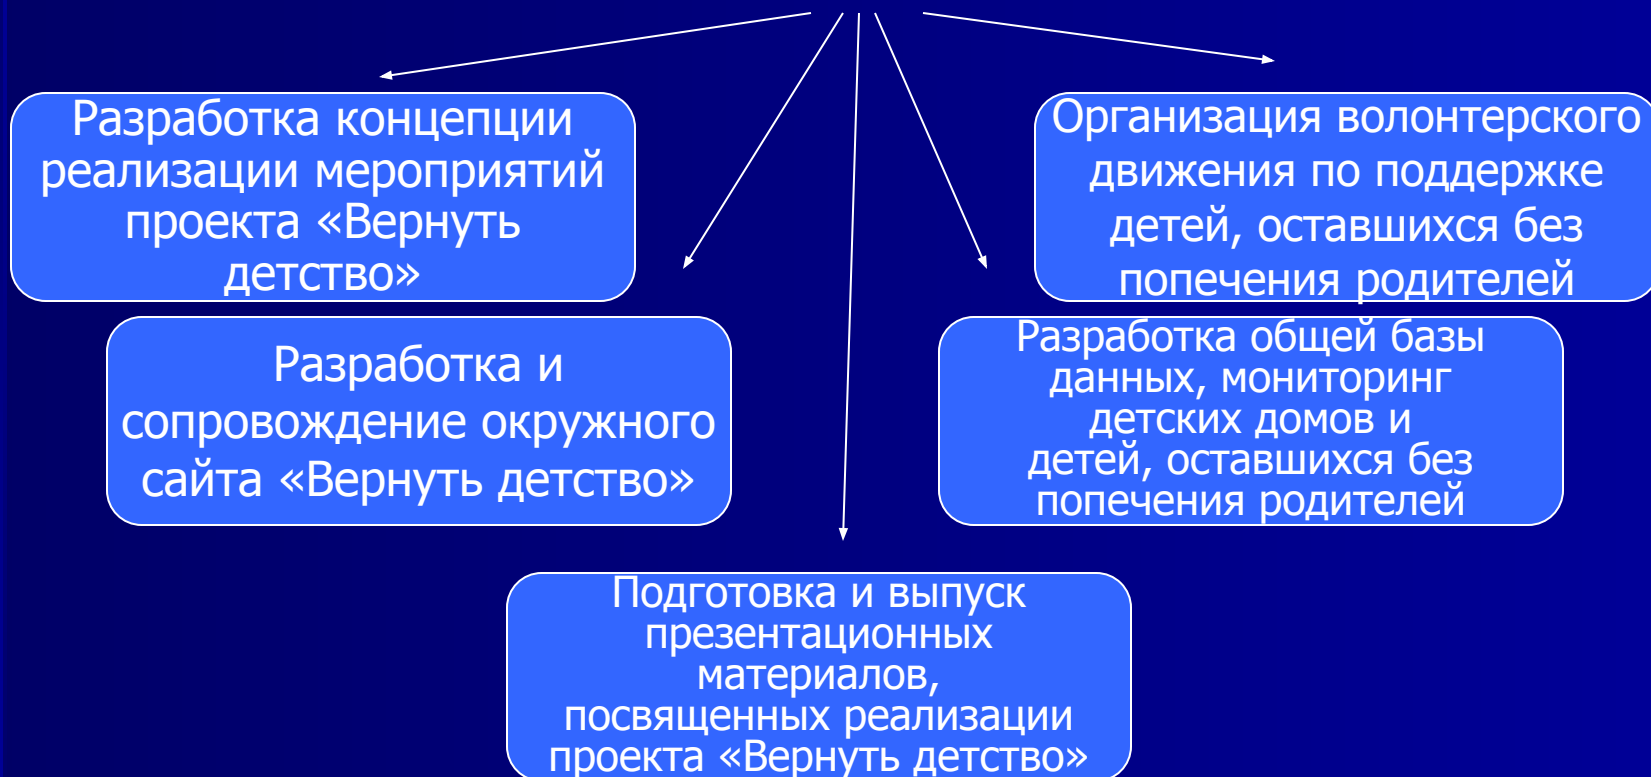 Разработка концепции
реализации мероприятий
проекта «Вернуть
детство»
Организация волонтерского
движения по поддержке
детей, оставшихся без
попечения родителей
Разработка и
сопровождение окружного
сайта «Вернуть детство»
Разработка общей базы
данных, мониторинг
детских домов и
детей, оставшихся без
попечения родителей
Подготовка и выпуск
презентационных
материалов,
посвященных реализации
проекта «Вернуть детство»